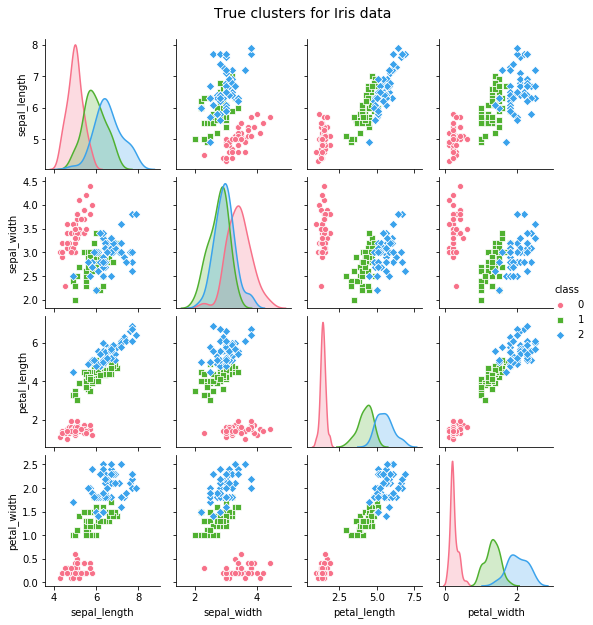 True clusters for Iris data
8
7
6
5
sepal_length
4.5
4.0
3.5
3.0
2.5
2.0
sepal_width
class
0
1
2
6
4
2
petal_length
2.5
2.0
1.5
1.0
0.5
0.0
petal_width
4 6 8
2 4
2.5 5.0 7.5
0 2
sepal_length sepal_width petal_length petal_width